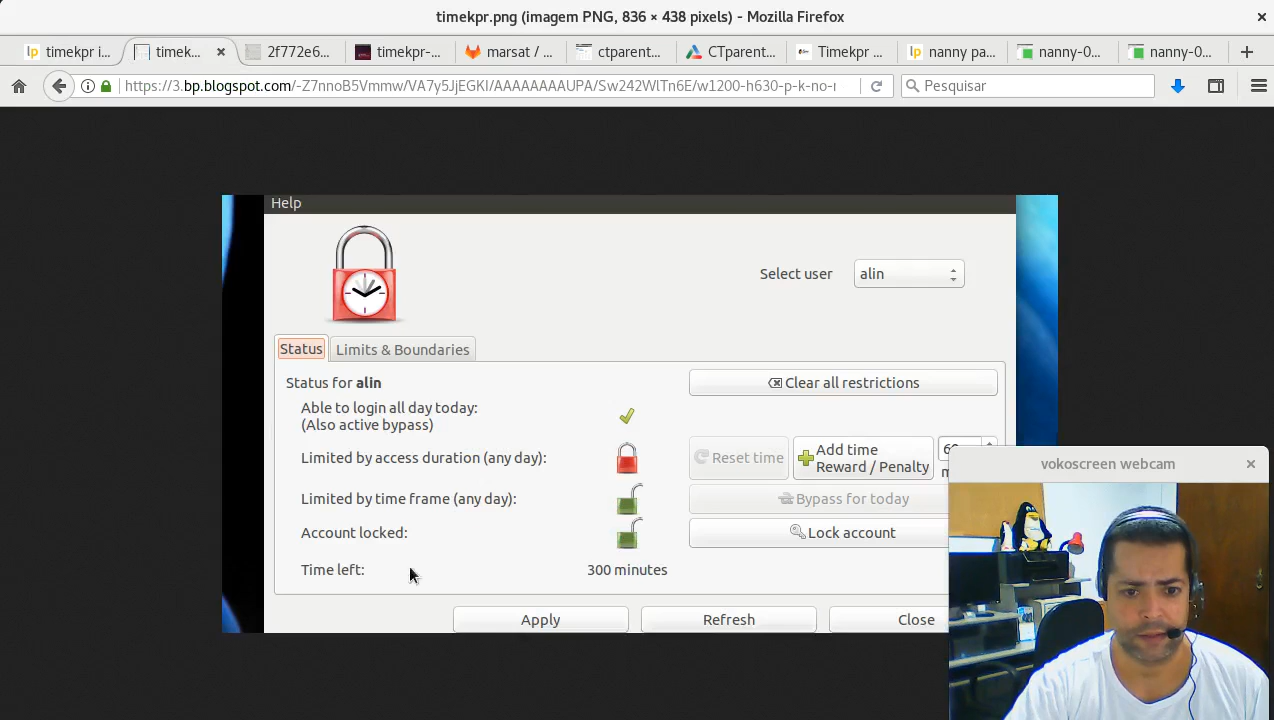 timekpr.png (imagem PNG, 836 × 438 pixels) - Mozilla Firefox
timekpr i...
timek...
2f772e6...
timekpr-...
marsat / ...
ctparent...
CTparent...
Timekpr ...
nanny pa...
nanny-0...
nanny-0...
https://3.bp.blogspot.com/-Z7nnoB5Vmmw/VA7y5JjEGKI/AAAAAAAAUPA/Sw242WlTn6E/w1200-h630-p-k-no-
Pesquisar
Help
Select user
alin
Status
Limits & Boundaries
Status for alin
Clear all restrictions
Able to login all day today:
(Also active bypass)
Limited by access duration (any day):
Reset time
Add time
Reward / Penalty
Limited by time frame (any day):
Bypass for today
Account locked:
Lock account
Time left:
300 minutes
Apply
Refresh
Close
vokoscreen webcam